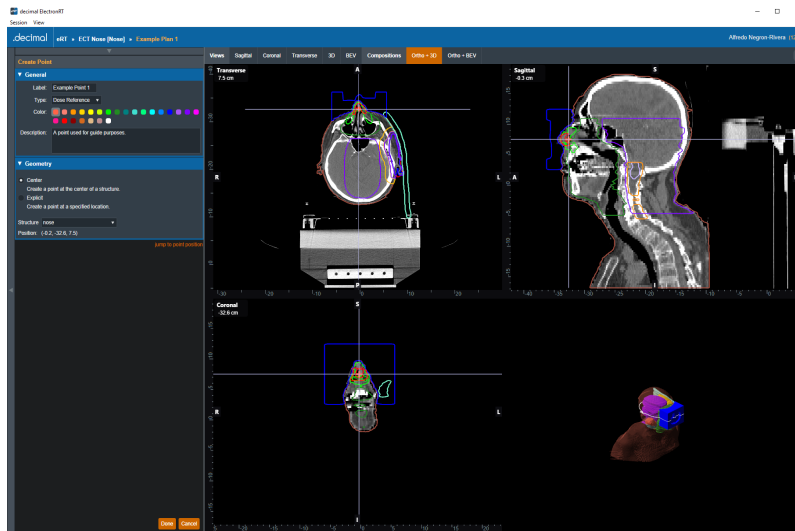 decimal ElectronRT
Session View
.decimal eRT » ECT Nose [Nose] » Example Plan 1
Alfredo Negron-Rivera
Create Point
General
Label: Example Point 1
Type: Dose Reference
Color:
Description: A point used for guide purposes.
Geometry
Center
Create a point at the center of a structure.
Explicit
Create a point at a specified location.
Structure nose
Position: (-0.2, -32.6, 7.5)
jump to point position
Done Cancel
Views Sagittal Coronal Transverse 3D BEV Compositions Ortho + 3D Ortho + BEV
Transverse
7.5 cm
A
R
L
P
Sagittal
-0.3 cm
S
A
I
Coronal
-32.6 cm
S
R
L
I